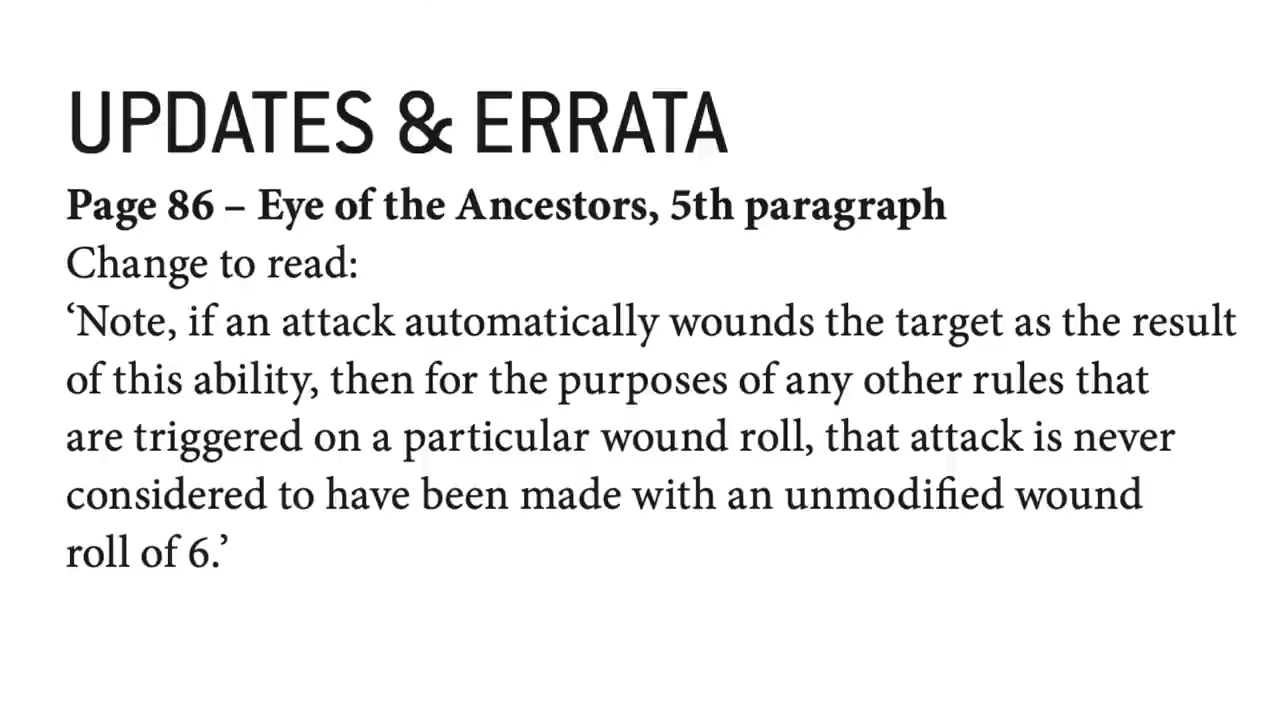 UPDATES & ERRATA
Page 86 – Eye of the Ancestors, 5th paragraph
Change to read:
‘Note, if an attack automatically wounds the target as the result
of this ability, then for the purposes of any other rules that
are triggered on a particular wound roll, that attack is never
considered to have been made with an unmodified wound
roll of 6.’